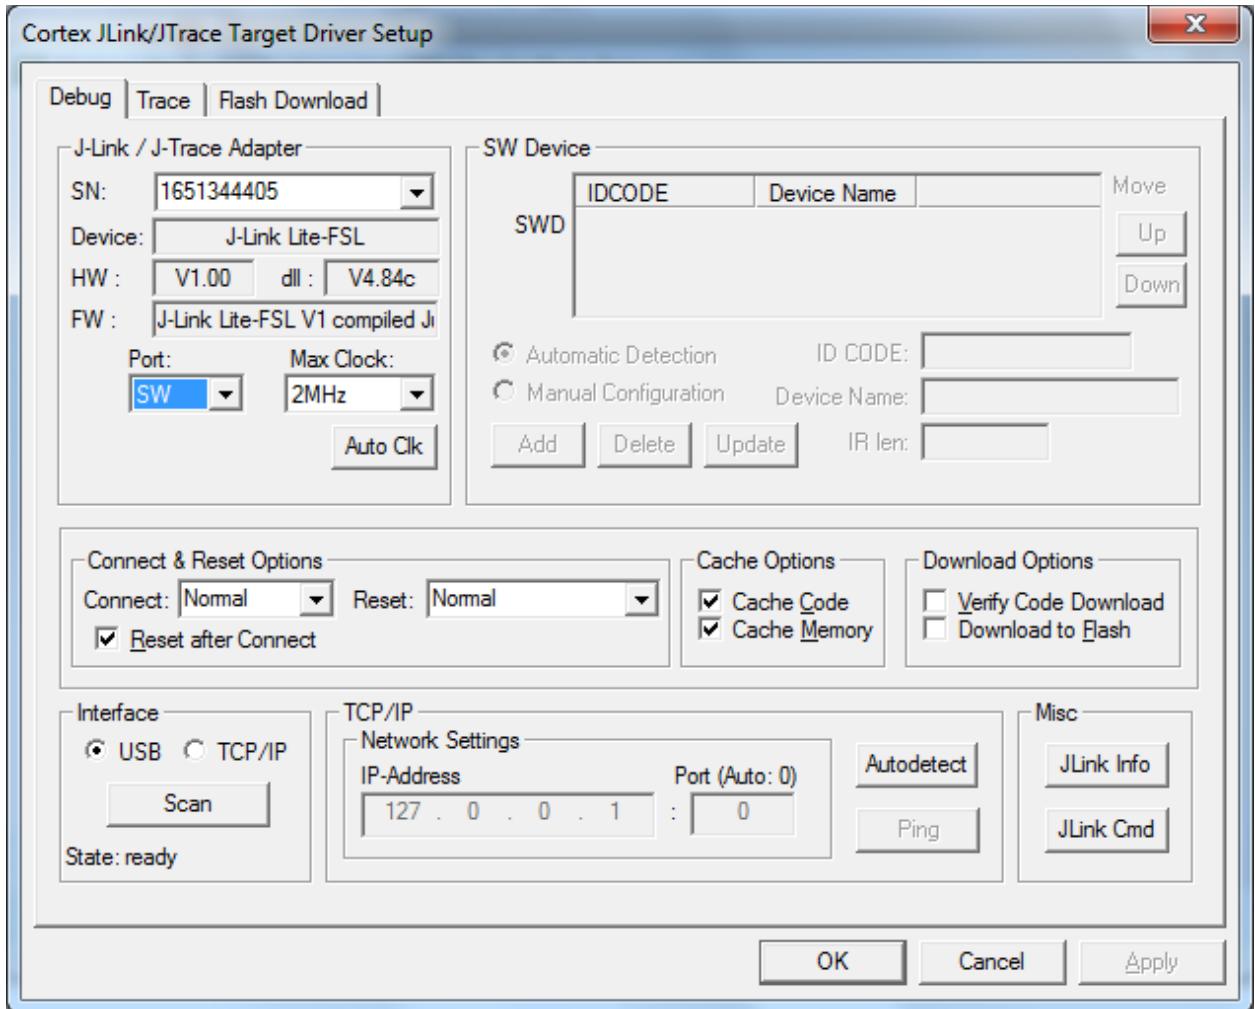 Cortex JLink/JTrace Target Driver Setup
Debug
Trace
Flash Download
J-Link / J-Trace Adapter
SN: 1651344405
Device: J-Link Lite-FSL
HW : V1.00 dll : V4.84c
FW : J-Link Lite-FSL V1 compiled
Port: Max Clock:
SW 2MHz
Auto Clk
SW Device
IDCODE Device Name
SWD
Move
Up
Down
Automatic Detection
Manual Configuration
ID CODE:
Device Name:
Add Delete Update IR len:
Connect & Reset Options
Connect: Normal Reset: Normal
Reset after Connect
Cache Options
Cache Code
Cache Memory
Download Options
Verify Code Download
Download to Flash
Interface
USB TCP/IP
Scan
State: ready
TCP/IP
Network Settings
IP-Address Port (Auto: 0)
127 . 0 . 0 . 1 : 0
Autodetect
Ping
Misc
JLink Info
JLink Cmd
OK Cancel Apply